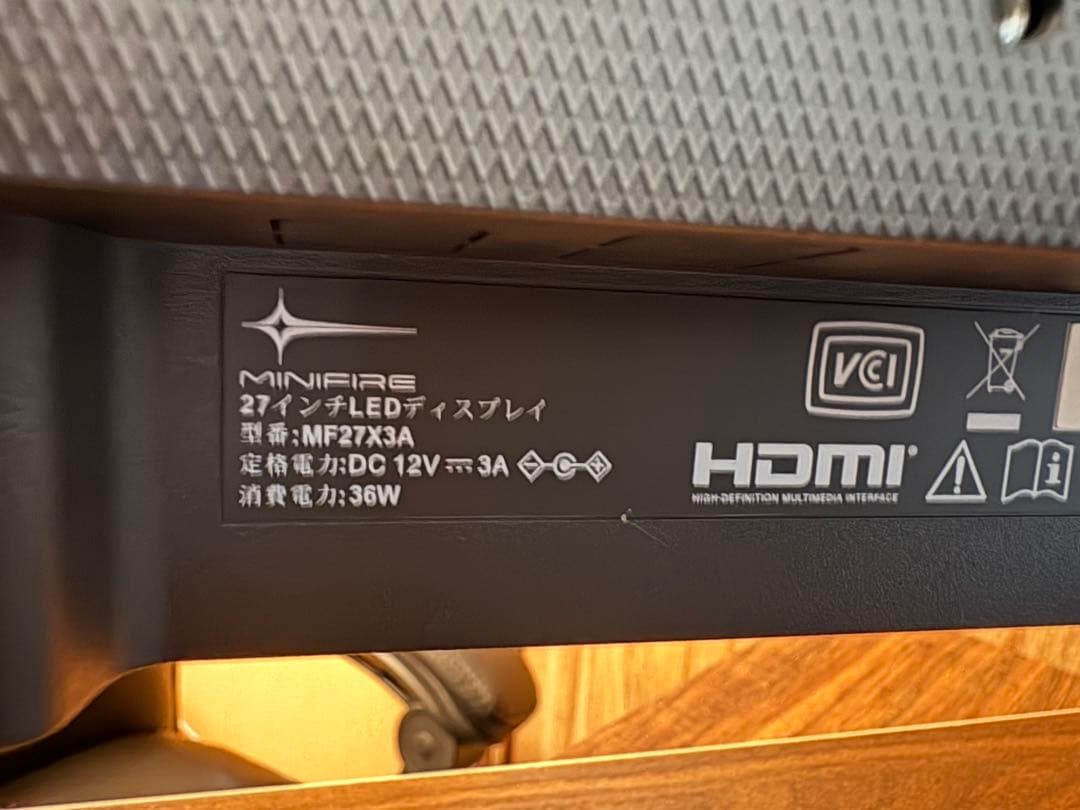 MINIFIRE
27インチLEDディスプレイ
型番:MF27X3A
定格電力:DC 12V 3A
消費電力:36W
VCCI
HDMI
HIGH-DEFINITION MULTIMEDIA INTERFACE